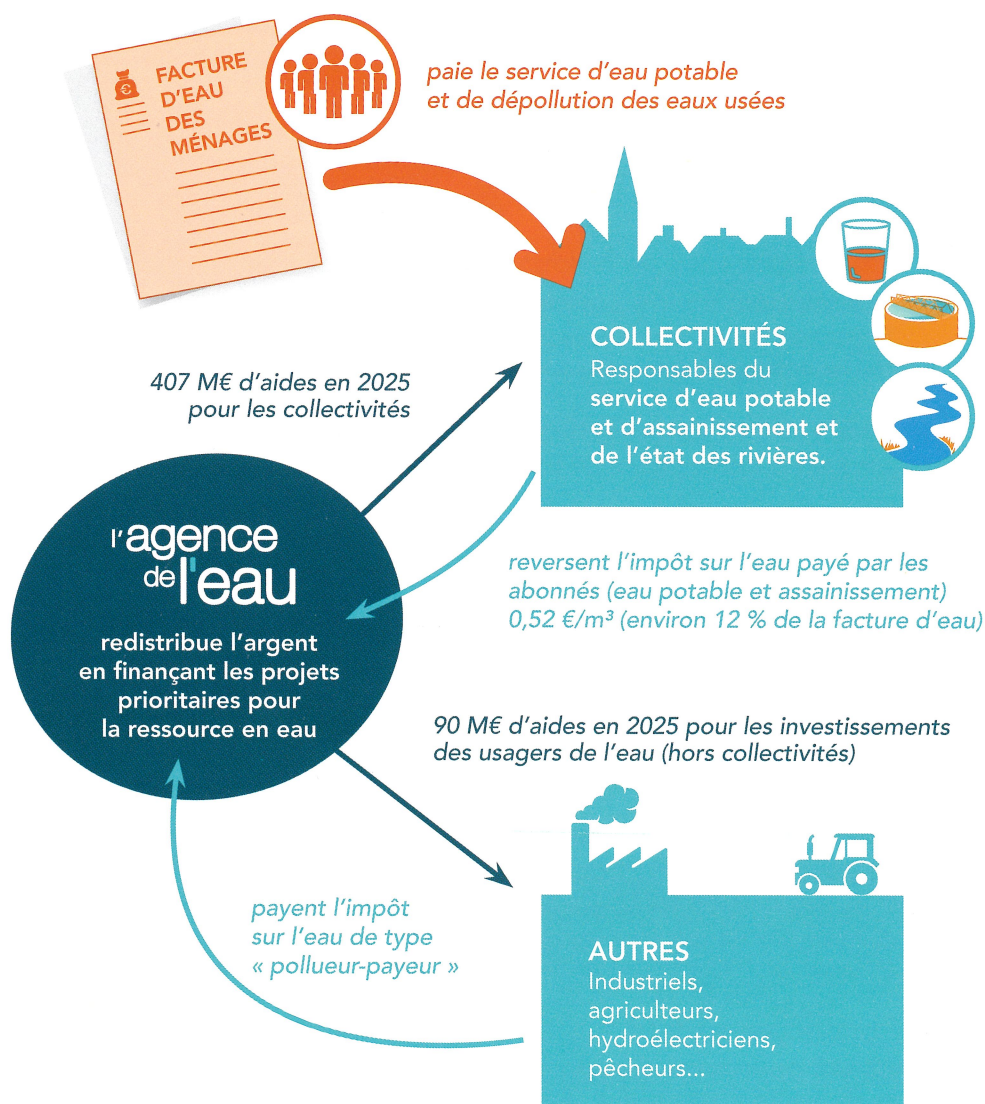 FACTURE
D'EAU
DES
MÉNAGES
€
paie le service d'eau potable
et de dépollution des eaux usées
COLLECTIVITÉS
Responsables du
service d'eau potable
et d'assainissement et
de l'état des rivières.
407 M€ d'aides en 2025
pour les collectivités
l'agence
de l'eau
redistribue l'argent
en finançant les projets
prioritaires pour
la ressource en eau
reversent l'impôt sur l'eau payé par les
abonnés (eau potable et assainissement)
0,52 €/m³ (environ 12 % de la facture d'eau)
90 M€ d'aides en 2025 pour les investissements
des usagers de l'eau (hors collectivités)
payent l'impôt
sur l'eau de type
« pollueur-payeur »
AUTRES
Industriels,
agriculteurs,
hydroélectriciens,
pêcheurs...